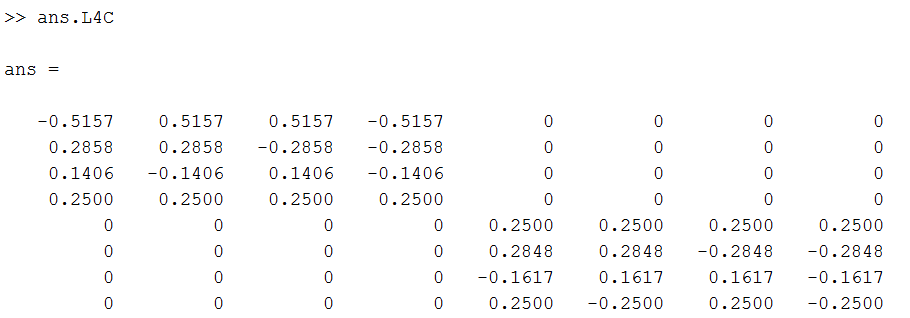 >> ans.L4C
ans =
-0.5157 0.5157 0.5157 -0.5157 0 0 0 0
0.2858 0.2858 -0.2858 -0.2858 0 0 0 0
0.1406 -0.1406 0.1406 -0.1406 0 0 0 0
0.2500 0.2500 0.2500 0.2500 0 0 0 0
0 0 0 0 0.2500 0.2500 0.2500 0.2500
0 0 0 0 0.2848 0.2848 -0.2848 -0.2848
0 0 0 0 -0.1617 0.1617 0.1617 -0.1617
0 0 0 0 0.2500 -0.2500 0.2500 -0.2500